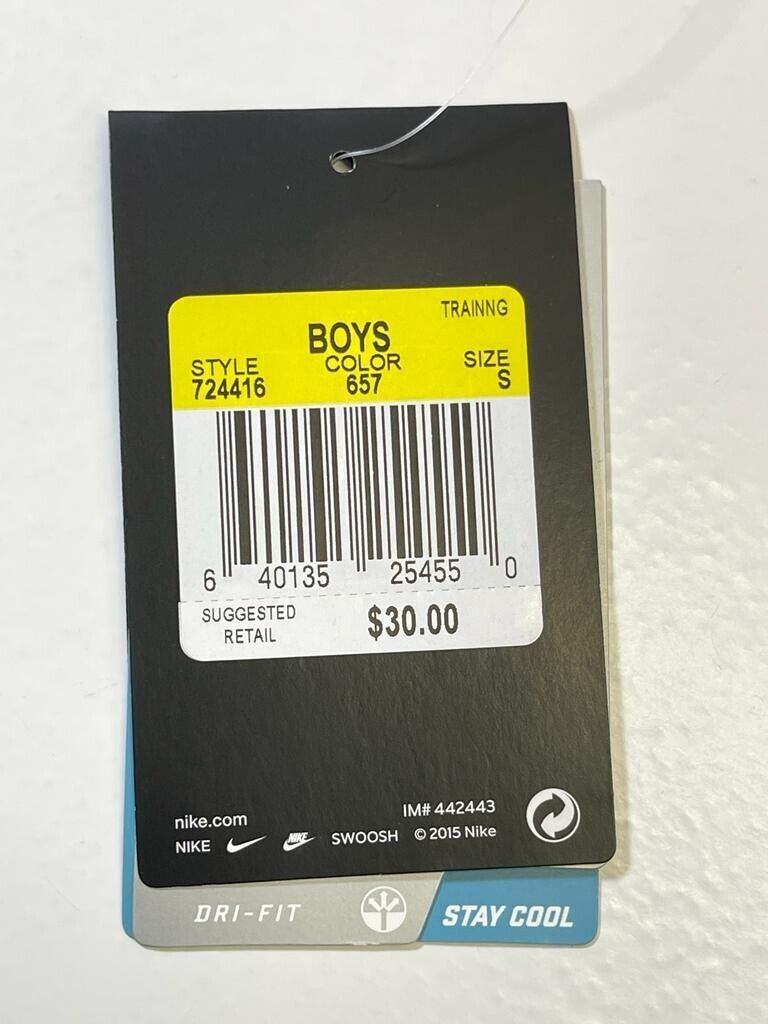 TRAINNG
BOYS
STYLE COLOR SIZE
724416 657 S
6 40135 25455 0
SUGGESTED
RETAIL
$30.00
nike.com
IM# 442443
NIKE NIKE SWOOSH © 2015 Nike
DRI-FIT STAY COOL